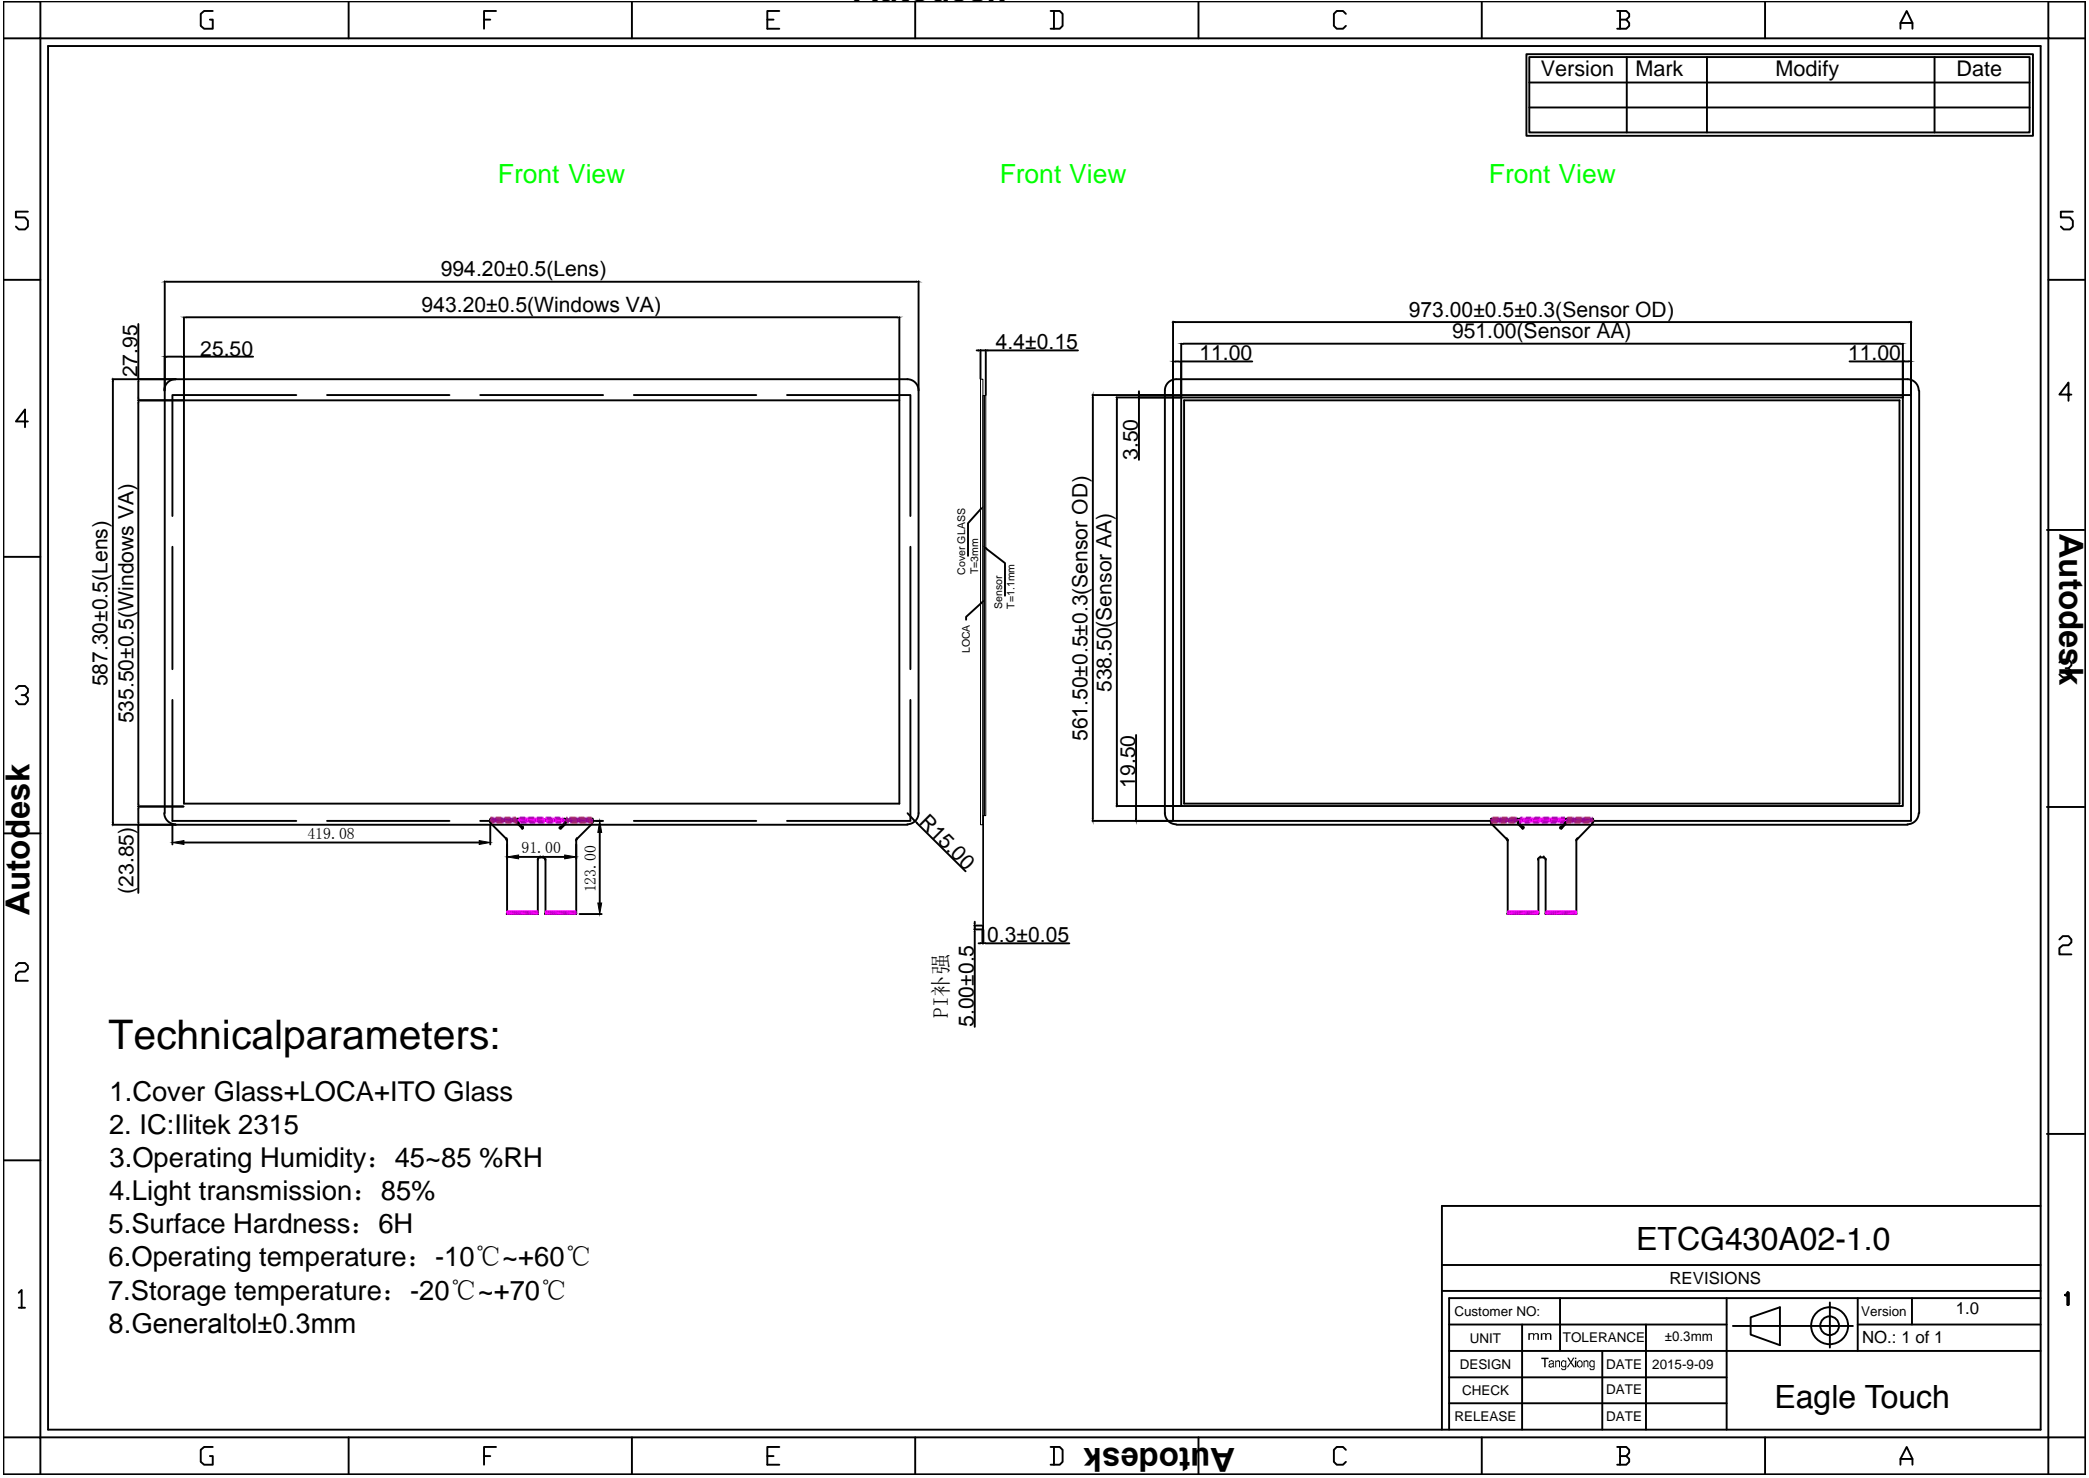 G F E D C B A
Version Mark Modify Date
Front View Front View Front View
5 5
994.20±0.5(Lens)
943.20±0.5(Windows VA)
25.50
27.95
587.30±0.5(Lens)
535.50±0.5(Windows VA)
(23.85)
419.08
91.00
123.00
R15.00
4.4±0.15
Cover GLASS
T=3mm
Sensor
T=1.1mm
LOCA
0.3±0.05
PI补强
5.00±0.5
973.00±0.5±0.3(Sensor OD)
951.00(Sensor AA)
11.00 11.00
3.50
561.50±0.5±0.3(Sensor OD)
538.50(Sensor AA)
19.50
4 4
3
Autodesk
Autodesk
2 2
Technicalparameters:
1.Cover Glass+LOCA+ITO Glass
2. IC:Ilitek 2315
3.Operating Humidity：45~85 %RH
4.Light transmission：85%
5.Surface Hardness：6H
6.Operating temperature：-10℃~+60℃
7.Storage temperature：-20℃~+70℃
8.Generaltol±0.3mm
1 1
ETCG430A02-1.0
REVISIONS
Customer NO: Version 1.0
UNIT mm TOLERANCE ±0.3mm NO.: 1 of 1
DESIGN TangXiong DATE 2015-9-09
CHECK DATE
Eagle Touch
RELEASE DATE
G F E D C B A
Autodesk